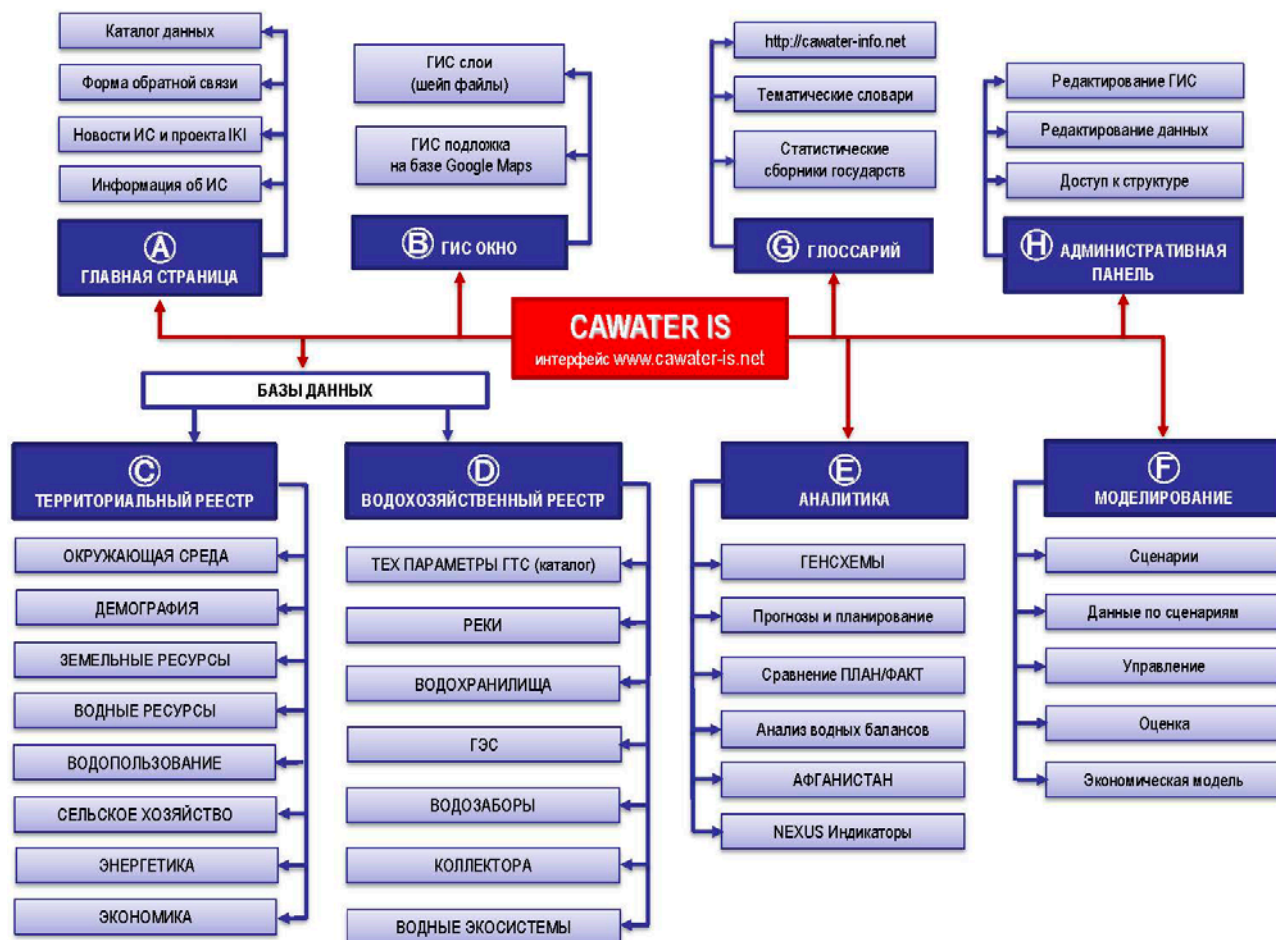 Каталог данных
Форма обратной связи
Новости ИС и проекта IKI
Информация об ИС
A
ГЛАВНАЯ СТРАНИЦА
ГИС слои
(шейп файлы)
ГИС подложка
на базе Google Maps
B ГИС ОКНО
http://cawater-info.net
Тематические словари
Статистические
сборники государств
G ГЛОССАРИЙ
Редактирование ГИС
Редактирование данных
Доступ к структуре
H АДМИНИСТРАТИВНАЯ
ПАНЕЛЬ
CAWATER IS
интерфейс www.cawater-is.net
БАЗЫ ДАННЫХ
C
ТЕРРИТОРИАЛЬНЫЙ РЕЕСТР
ОКРУЖАЮЩАЯ СРЕДА
ДЕМОГРАФИЯ
ЗЕМЕЛЬНЫЕ РЕСУРСЫ
ВОДНЫЕ РЕСУРСЫ
ВОДОПОЛЬЗОВАНИЕ
СЕЛЬСКОЕ ХОЗЯЙСТВО
ЭНЕРГЕТИКА
ЭКОНОМИКА
D
ВОДОХОЗЯЙСТВЕННЫЙ РЕЕСТР
ТЕХ ПАРАМЕТРЫ ГТС (каталог)
РЕКИ
ВОДОХРАНИЛИЩА
ГЭС
ВОДОЗАБОРЫ
КОЛЛЕКТОРА
ВОДНЫЕ ЭКОСИСТЕМЫ
E
АНАЛИТИКА
ГЕНСХЕМЫ
Прогнозы и планирование
Сравнение ПЛАН/ФАКТ
Анализ водных балансов
АФГАНИСТАН
NEXUS Индикаторы
F
МОДЕЛИРОВАНИЕ
Сценарии
Данные по сценариям
Управление
Оценка
Экономическая модель